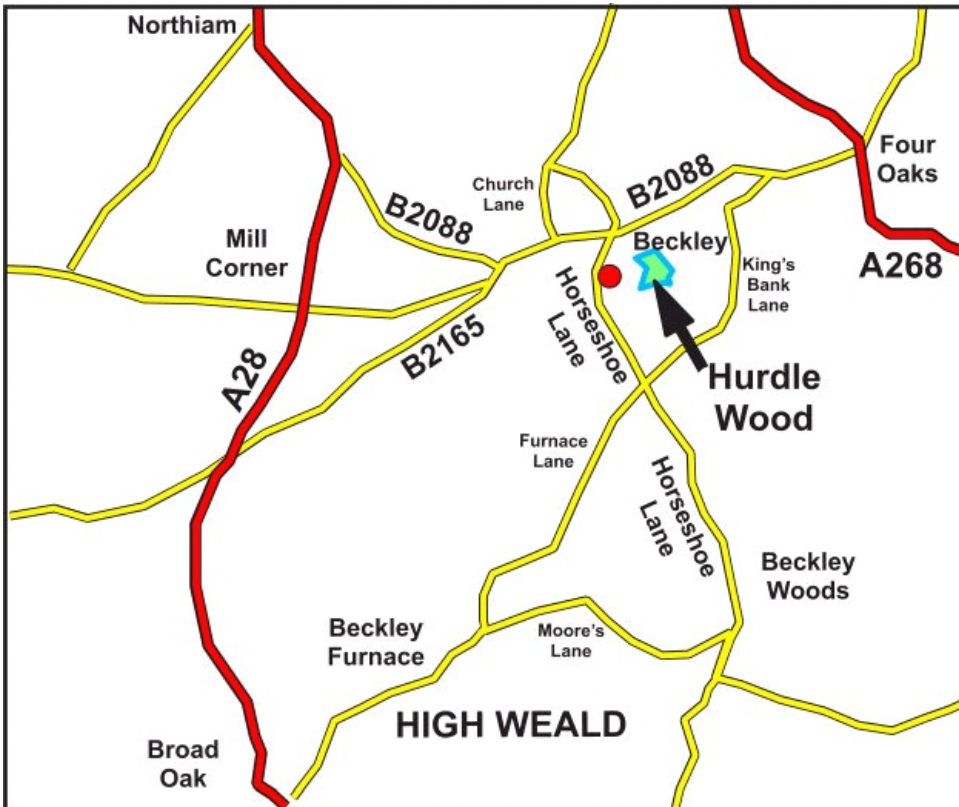 Northiam
Four
Oaks
Church
Lane
B2088
B2088
Mill
Corner
Beckley
A268
King's
Bank
Lane
Horseshoe
Lane
B2165
A28
Hurdle
Wood
Furnace
Lane
Horseshoe
Lane
Beckley
Woods
Beckley
Furnace
Moore's
Lane
HIGH WEALD
Broad
Oak